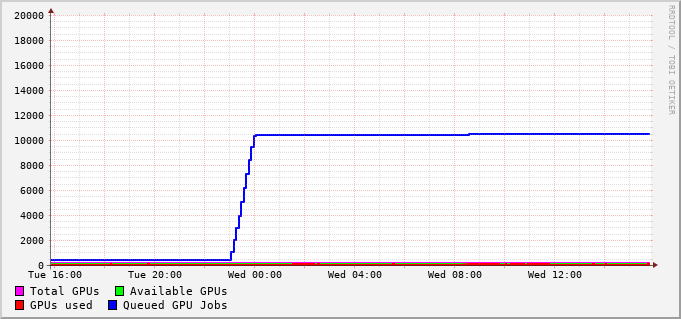 20000
18000
16000
14000
12000
10000
8000
6000
4000
2000
0
Tue 16:00 Tue 20:00 Wed 00:00 Wed 04:00 Wed 08:00 Wed 12:00
Total GPUs Available GPUs
GPUs used Queued GPU Jobs
RRDTOOL / TOBI OETIKER